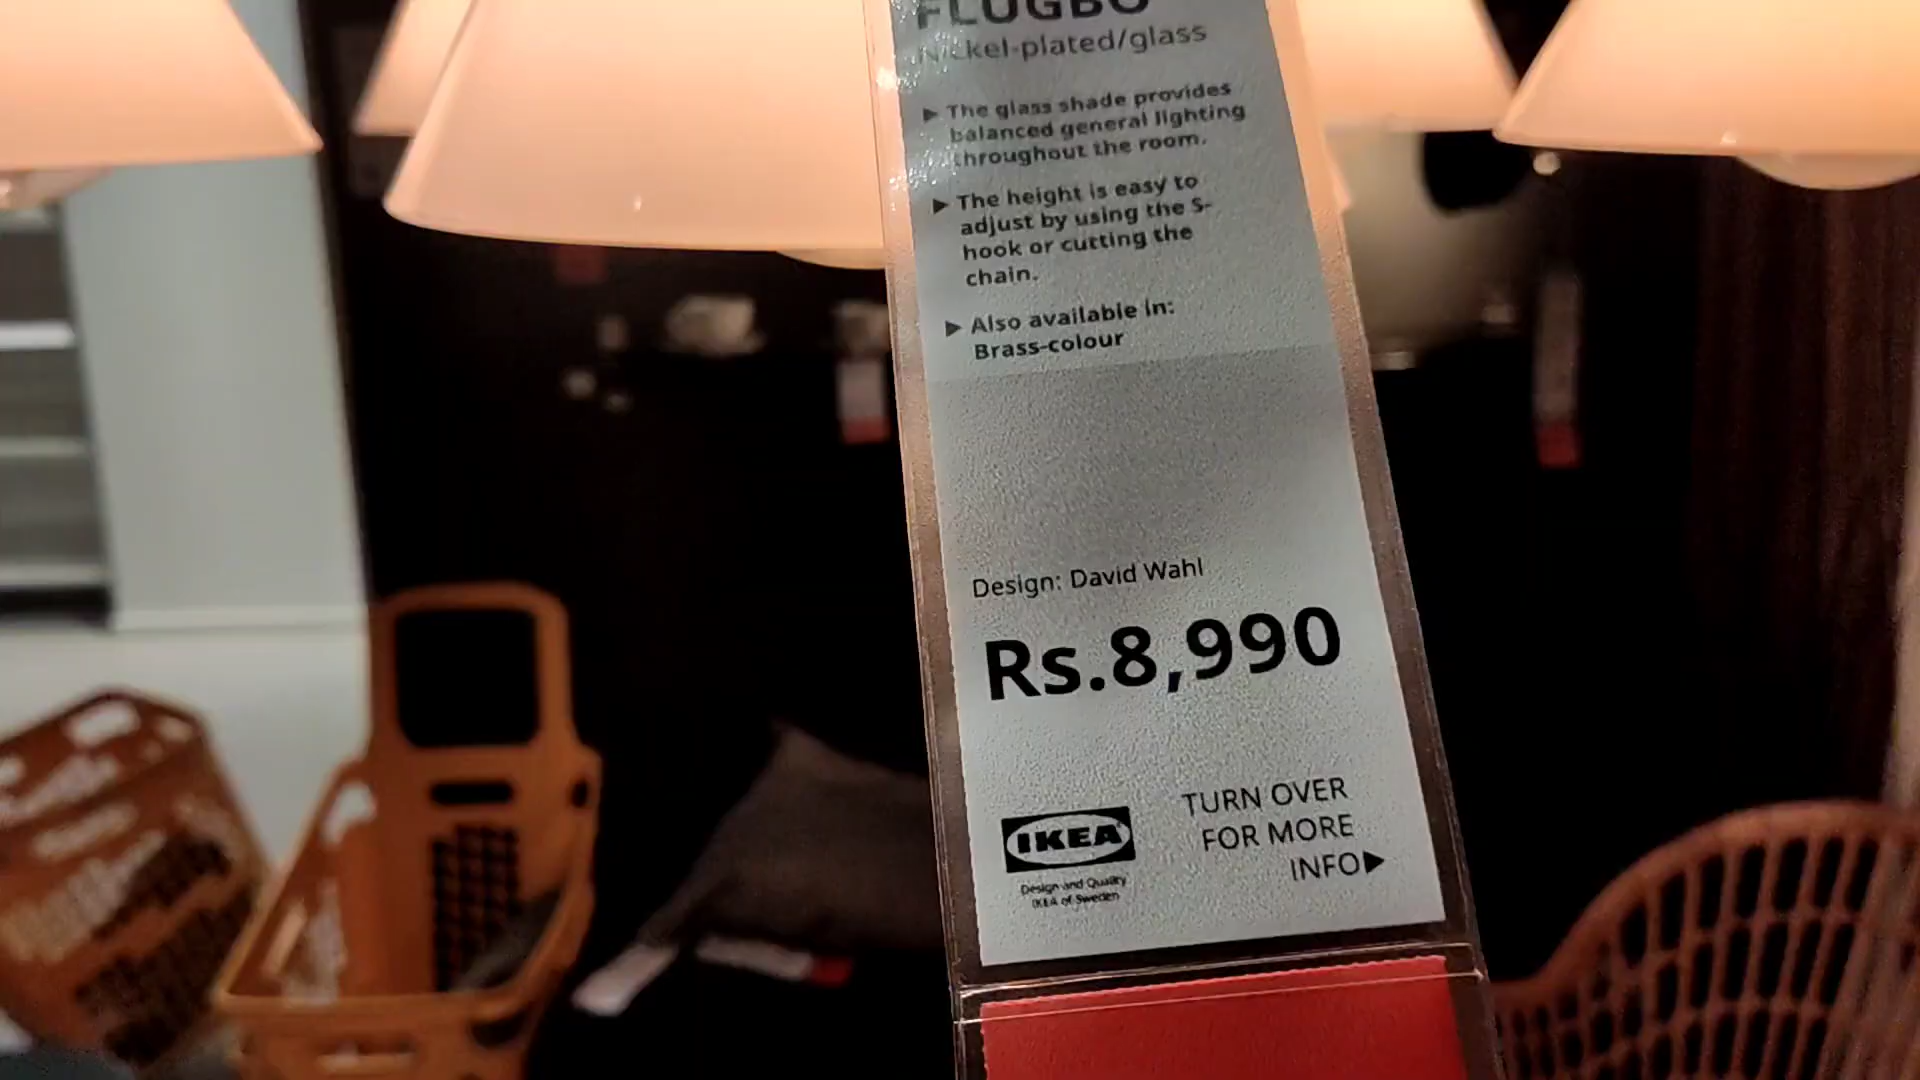 FLUGBO
Nickel-plated/glass
▶ The glass shade provides
balanced general lighting
throughout the room.
▶ The height is easy to
adjust by using the S-
hook or cutting the
chain.
▶ Also available in:
Brass-colour
Design: David Wahl
Rs.8,990
IKEA
Design and Quality
IKEA of Sweden
TURN OVER
FOR MORE
INFO▶